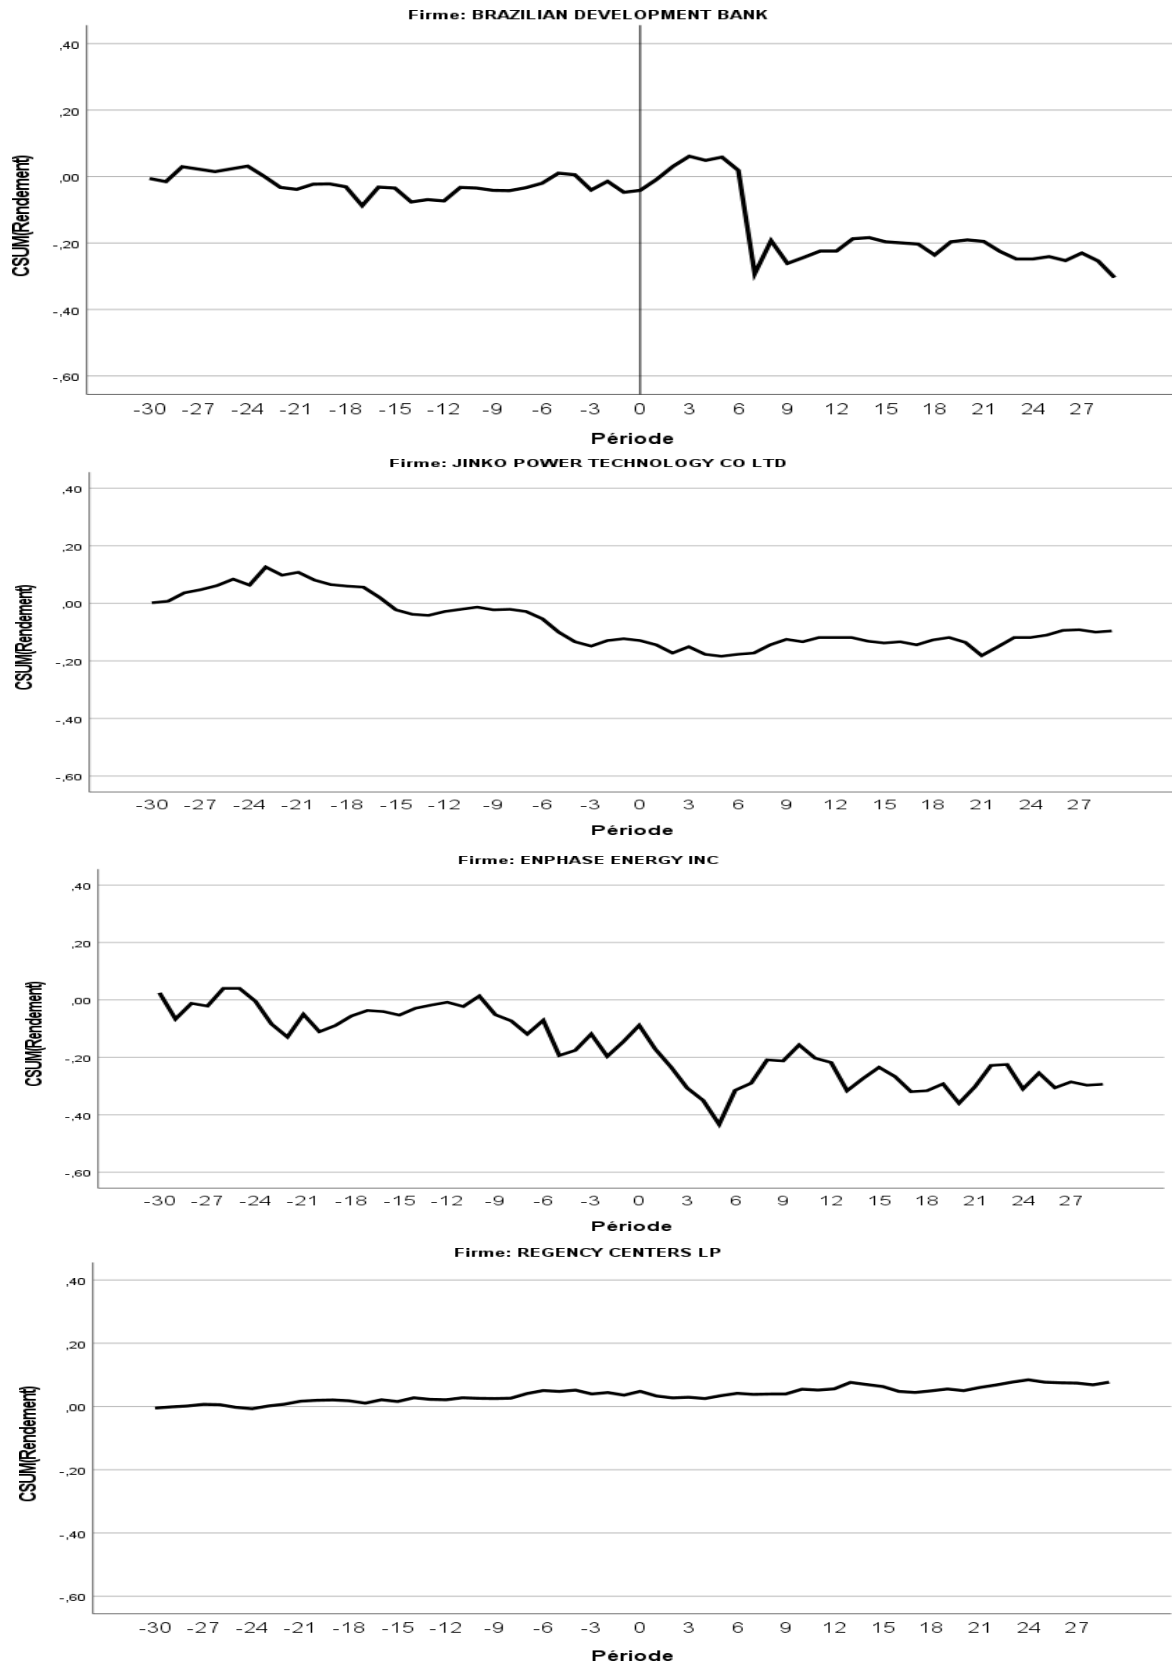 Firme: BRAZILIAN DEVELOPMENT BANK
,40
,20
,00
-,20
-,40
-,60
CSUM(Rendement)
-30 -27 -24 -21 -18 -15 -12 -9 -6 -3 0 3 6 9 12 15 18 21 24 27
Période
Firme: JINKO POWER TECHNOLOGY CO LTD
,40
,20
,00
-,20
-,40
-,60
CSUM(Rendement)
-30 -27 -24 -21 -18 -15 -12 -9 -6 -3 0 3 6 9 12 15 18 21 24 27
Période
Firme: ENPHASE ENERGY INC
,40
,20
,00
-,20
-,40
-,60
CSUM(Rendement)
-30 -27 -24 -21 -18 -15 -12 -9 -6 -3 0 3 6 9 12 15 18 21 24 27
Période
Firme: REGENCY CENTERS LP
,40
,20
,00
-,20
-,40
-,60
CSUM(Rendement)
-30 -27 -24 -21 -18 -15 -12 -9 -6 -3 0 3 6 9 12 15 18 21 24 27
Période